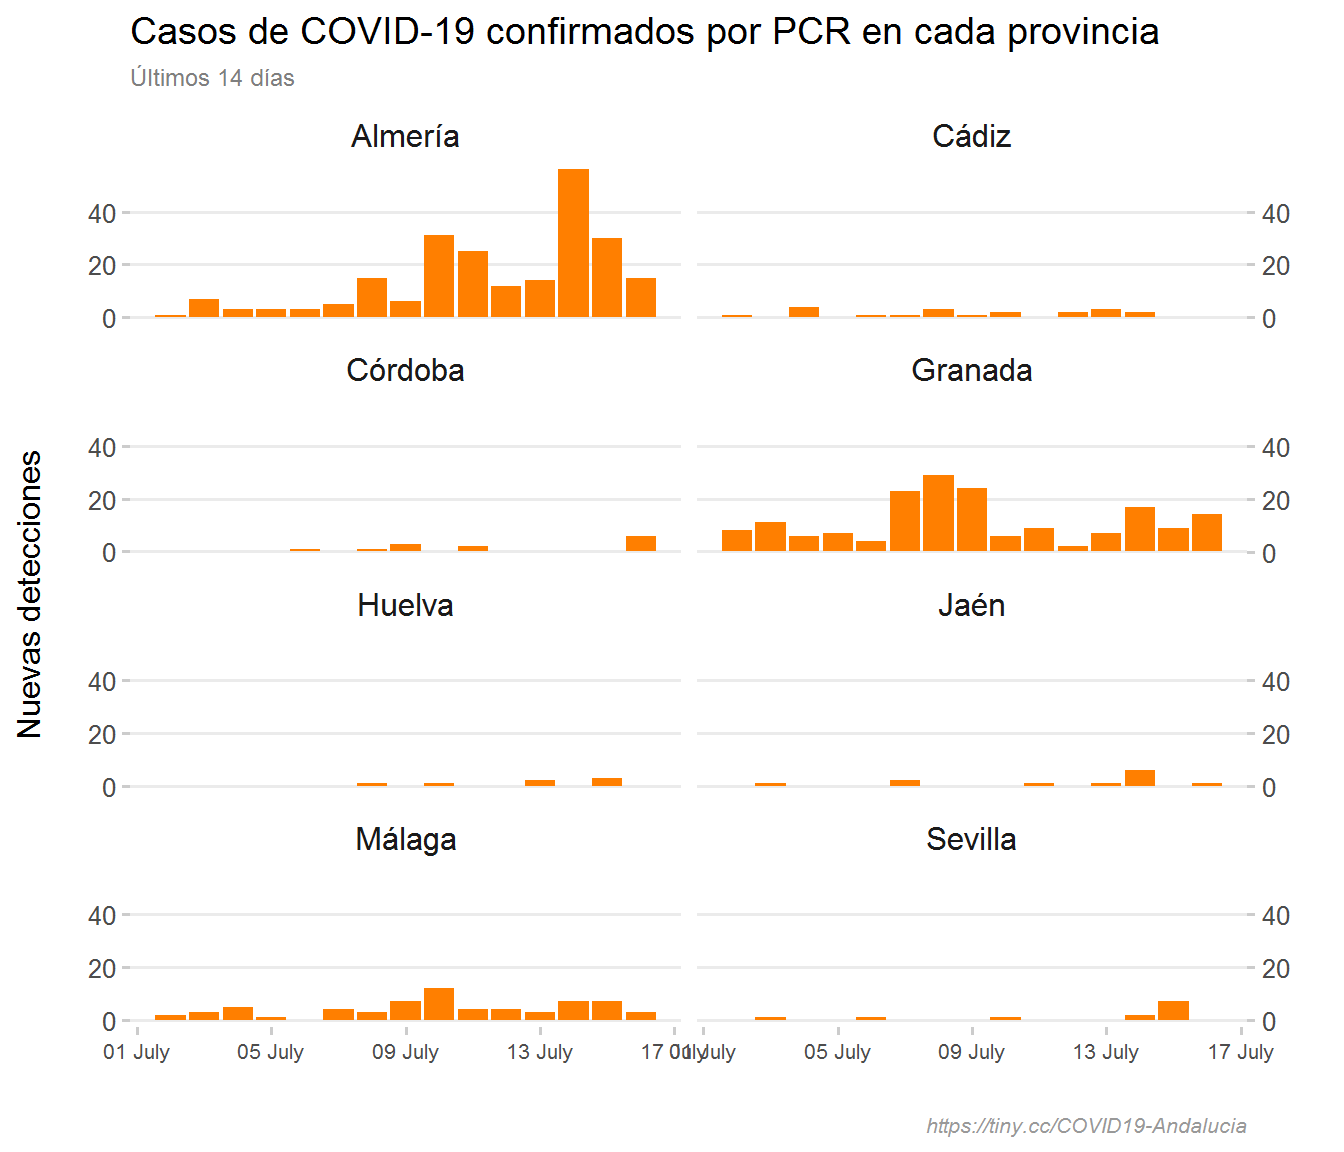 Casos de COVID-19 confirmados por PCR en cada provincia
Últimos 14 días
Almería
Cádiz
40
20
0
40
20
0
Córdoba
Granada
40
20
0
40
20
0
Nuevas detecciones
Huelva
Jaén
40
20
0
40
20
0
Málaga
Sevilla
40
20
0
40
20
0
01 July 05 July 09 July 13 July 17 July
01 July 05 July 09 July 13 July 17 July
https://tiny.cc/COVID19-Andalucia